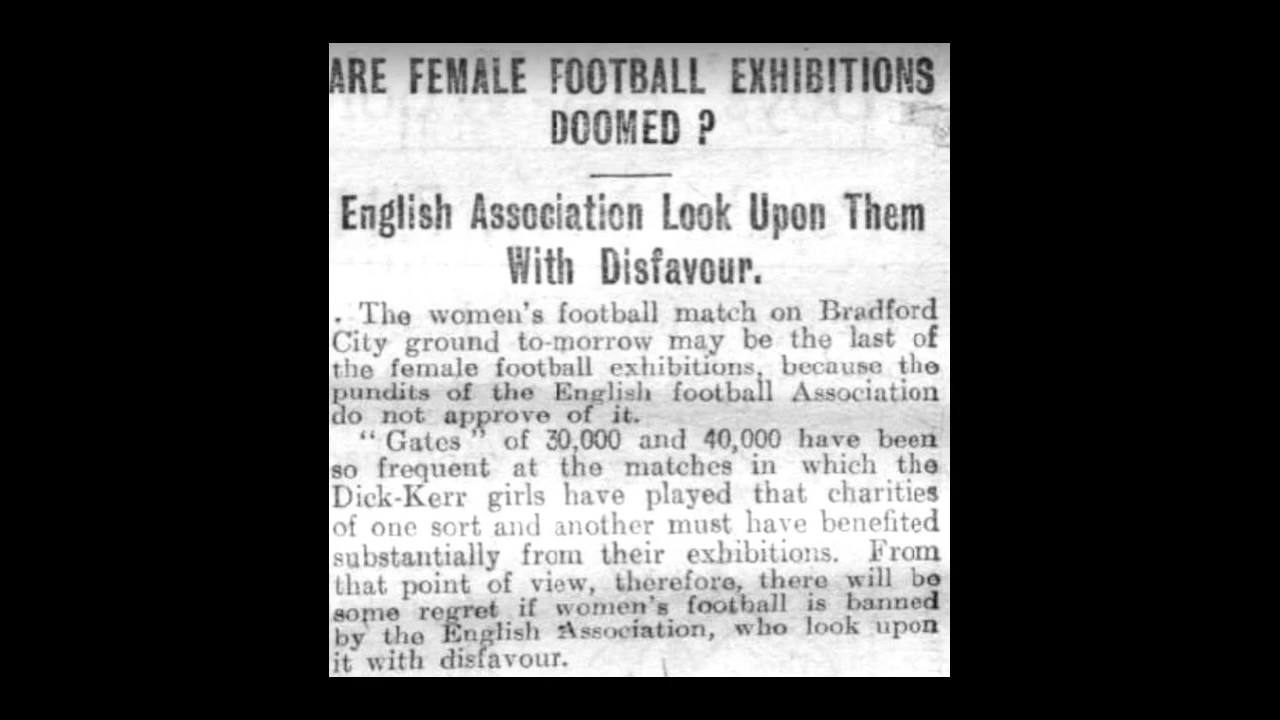 ARE FEMALE FOOTBALL EXHIBITIONS
DOOMED ?
English Association Look Upon Them
With Disfavour.
. The women's football match on Bradford
City ground to-morrow may be the last of
the female football exhibitions, because the
pundits of the English football Association
do not approve of it.
"Gates" of 30,000 and 40,000 have been
so frequent at the matches in which the
Dick-Kerr girls have played that charities
of one sort and another must have benefited
substantially from their exhibitions. From
that point of view, therefore, there will be
some regret if women's football is banned
by the English Association, who look upon
it with disfavour.